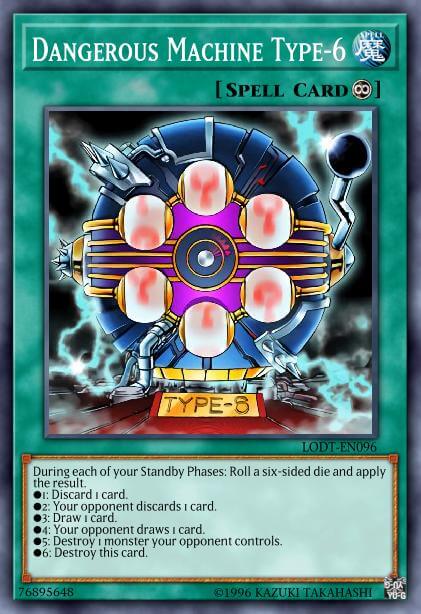 DANGEROUS MACHINE TYPE-6
SPELL
魔
[SPELL CARD]
TYPE-6
LODT-EN096
During each of your Standby Phases: Roll a six-sided die and apply
the result.
●1: Discard 1 card.
●2: Your opponent discards 1 card.
●3: Draw 1 card.
●4: Your opponent draws 1 card.
●5: Destroy 1 monster your opponent controls.
●6: Destroy this card.
76895648
©1996 KAZUKI TAKAHASHI